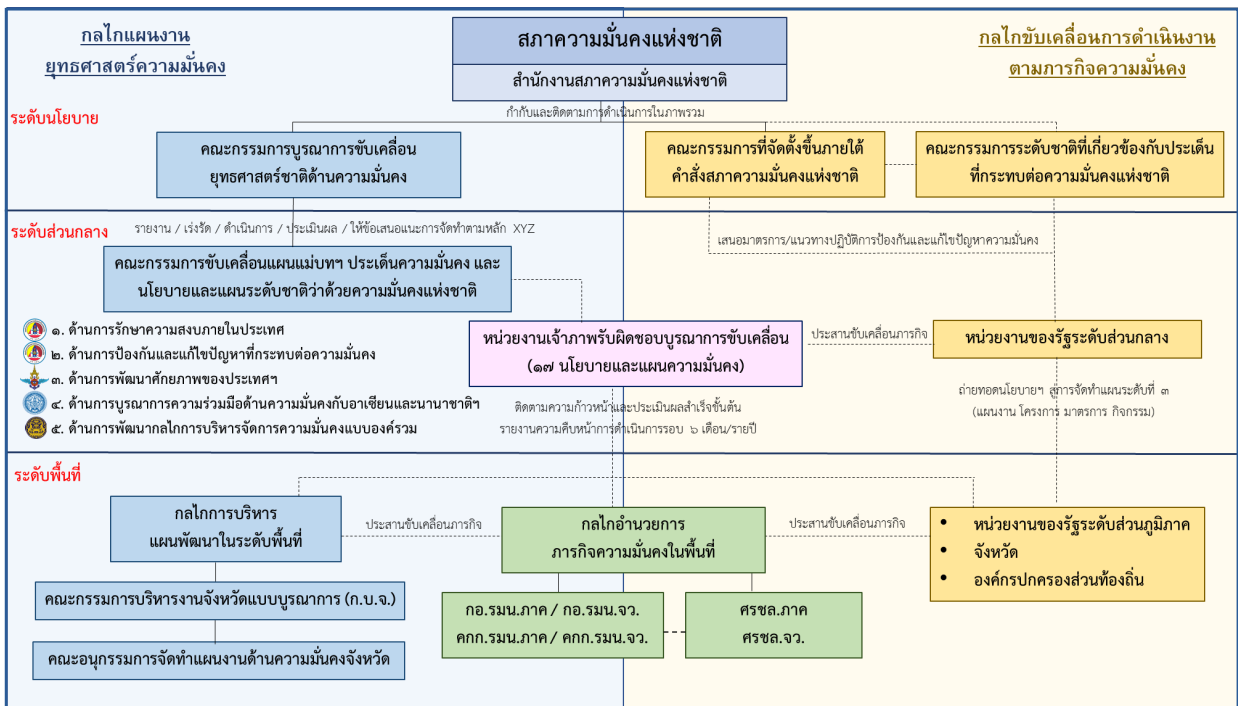 กลไกแผนงาน
ยุทธศาสตร์ความมั่นคง
สภาความมั่นคงแห่งชาติ
สำนักงานสภาความมั่นคงแห่งชาติ
กลไกขับเคลื่อนการดำเนินงาน
ตามภารกิจความมั่นคง
ระดับนโยบาย
กำกับและติดตามการดำเนินการในภาพรวม
คณะกรรมการบูรณาการขับเคลื่อน
ยุทธศาสตร์ชาติด้านความมั่นคง
คณะกรรมการที่จัดตั้งขึ้นภายใต้
คำสั่งสภาความมั่นคงแห่งชาติ
คณะกรรมการระดับชาติที่เกี่ยวข้องกับประเด็น
ที่กระทบต่อความมั่นคงแห่งชาติ
ระดับส่วนกลาง
รายงาน / เร่งรัด / ดำเนินการ / ประเมินผล / ให้ข้อเสนอแนะการจัดทำตามหลัก XYZ
เสนอมาตรการ/แนวทางปฏิบัติการป้องกันและแก้ไขปัญหาความมั่นคง
คณะกรรมการขับเคลื่อนแผนแม่บทฯ ประเด็นความมั่นคง และ
นโยบายและแผนระดับชาติว่าด้วยความมั่นคงแห่งชาติ
๑. ด้านการรักษาความสงบภายในประเทศ
๒. ด้านการป้องกันและแก้ไขปัญหาที่กระทบต่อความมั่นคง
๓. ด้านการพัฒนาศักยภาพของประเทศฯ
๔. ด้านการบูรณาการความร่วมมือด้านความมั่นคงกับอาเซียนและนานาชาติฯ
๕. ด้านการพัฒนากลไกการบริหารจัดการความมั่นคงแบบองค์รวม
หน่วยงานเจ้าภาพรับผิดชอบบูรณาการขับเคลื่อน
(๑๗ นโยบายและแผนความมั่นคง)
ประสานขับเคลื่อนภารกิจ
หน่วยงานของรัฐระดับส่วนกลาง
ติดตามความก้าวหน้าและประเมินผลสำเร็จขั้นต้น
รายงานความคืบหน้าการดำเนินการรอบ ๖ เดือน/รายปี
ถ่ายทอดนโยบายฯ สู่การจัดทำแผนระดับที่ ๓
(แผนงาน โครงการ มาตรการ กิจกรรม)
ระดับพื้นที่
กลไกการบริหาร
แผนพัฒนาในระดับพื้นที่
ประสานขับเคลื่อนภารกิจ
กลไกอำนวยการ
ภารกิจความมั่นคงในพื้นที่
ประสานขับเคลื่อนภารกิจ
• หน่วยงานของรัฐระดับส่วนภูมิภาค
• จังหวัด
• องค์กรปกครองส่วนท้องถิ่น
คณะกรรมการบริหารงานจังหวัดแบบบูรณาการ (ก.บ.จ.)
คณะอนุกรรมการจัดทำแผนงานด้านความมั่นคงจังหวัด
กอ.รมน.ภาค / กอ.รมน.จว.
คกก.รมน.ภาค / คกก.รมน.จว.
ศรชล.ภาค
ศรชล.จว.